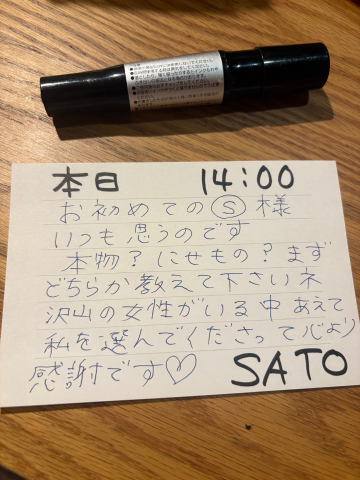 本日 14:00
お初めての Ⓢ 様
いつも 思うのです
本物? にせもの? まず
どちらか教えて下さいネ
沢山の女性がいる中 あえて
私を選んでくださって心より
感謝です♡ SATO